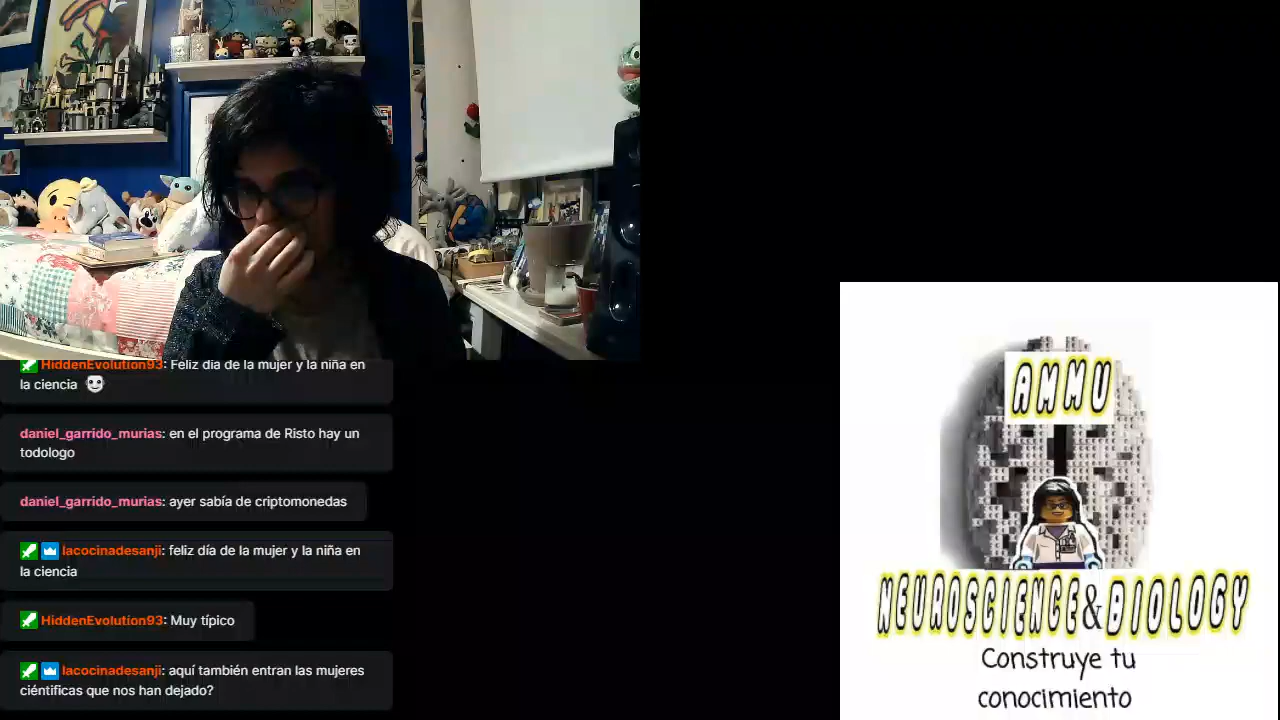 HiddenEvolution93: Feliz dia de la mujer y la niña en
la ciencia
daniel_garrido_murias: en el programa de Risto hay un
todologo
daniel_garrido_murias: ayer sabía de criptomonedas
lacocinadesanji: feliz día de la mujer y la niña en
la ciencia
HiddenEvolution93: Muy típico
lacocinadesanji: aquí también entran las mujeres
ciéntificas que nos han dejado?
AMMU
NEUROSCIENCE&BIOLOGY
Construye tu
conocimiento